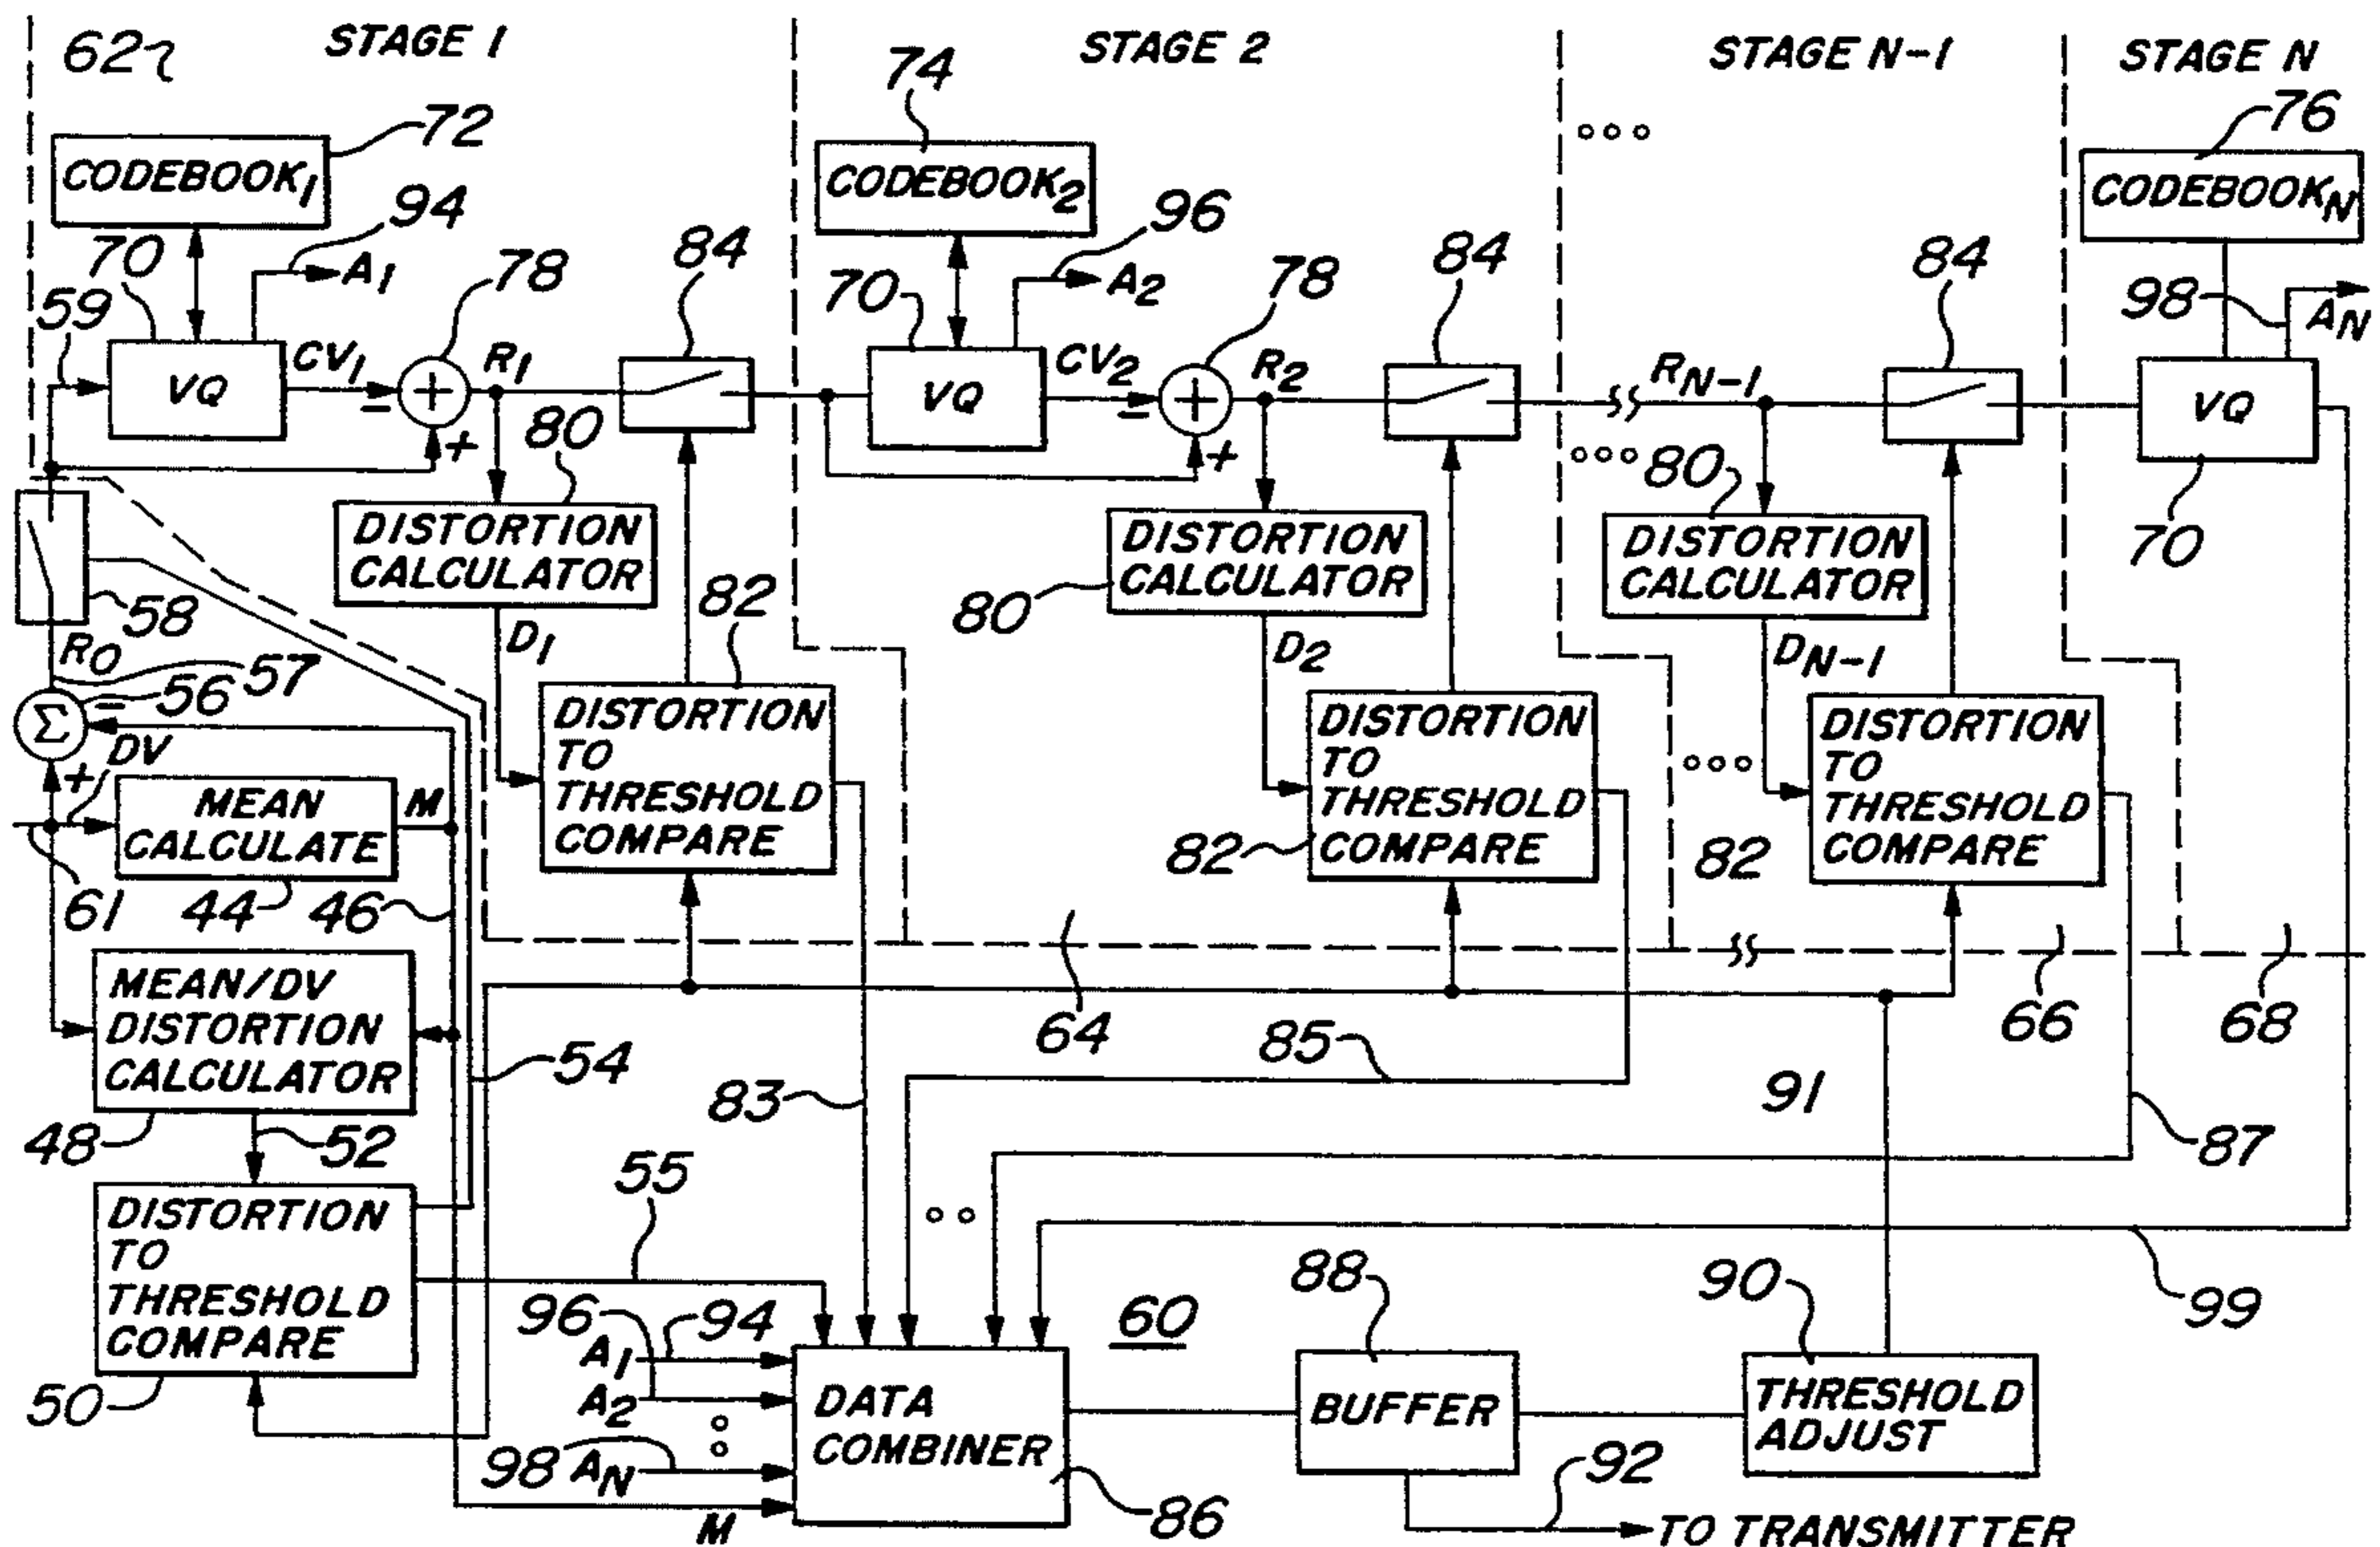 62
STAGE 1
STAGE 2
STAGE N-1
STAGE N
72
74
76
CODEBOOK1
CODEBOOK2
CODEBOOKN
94
96
98
70
59
A1
78
84
70
A2
78
84
84
AN
VQ
CV1
-
+
R1
+
VQ
CV2
-
+
R2
+
RN-1
VQ
70
80
DISTORTION
CALCULATOR
80
DISTORTION
CALCULATOR
80
DISTORTION
CALCULATOR
58
R0
57
56
-
Σ
+
DV
D1
82
D2
DN-1
DISTORTION
TO
THRESHOLD
COMPARE
82
DISTORTION
TO
THRESHOLD
COMPARE
82
DISTORTION
TO
THRESHOLD
COMPARE
MEAN
CALCULATE
M
61
44
46
MEAN/DV
DISTORTION
CALCULATOR
48
52
54
64
66
68
83
85
91
87
55
DISTORTION
TO
THRESHOLD
COMPARE
50
96
94
A1
A2
98
AN
M
DATA
COMBINER
86
60
88
BUFFER
90
THRESHOLD
ADJUST
99
92
TO TRANSMITTER